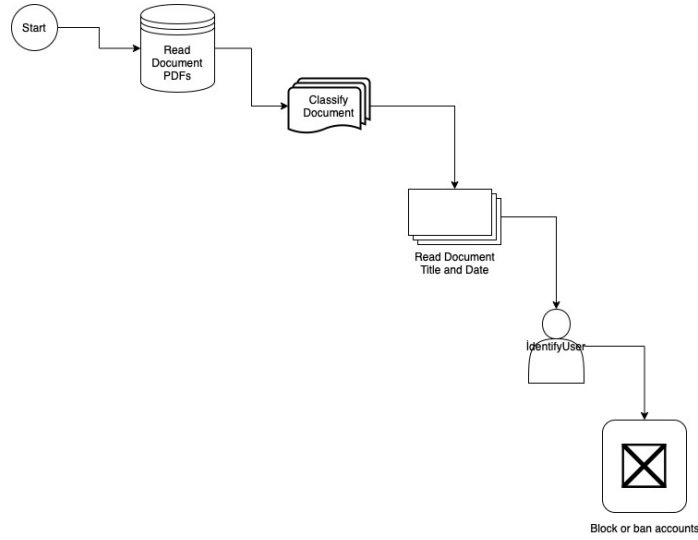 Start
Read
Document
PDFs
Classify
Document
Read Document
Title and Date
İdentifyUser
Block or ban accounts